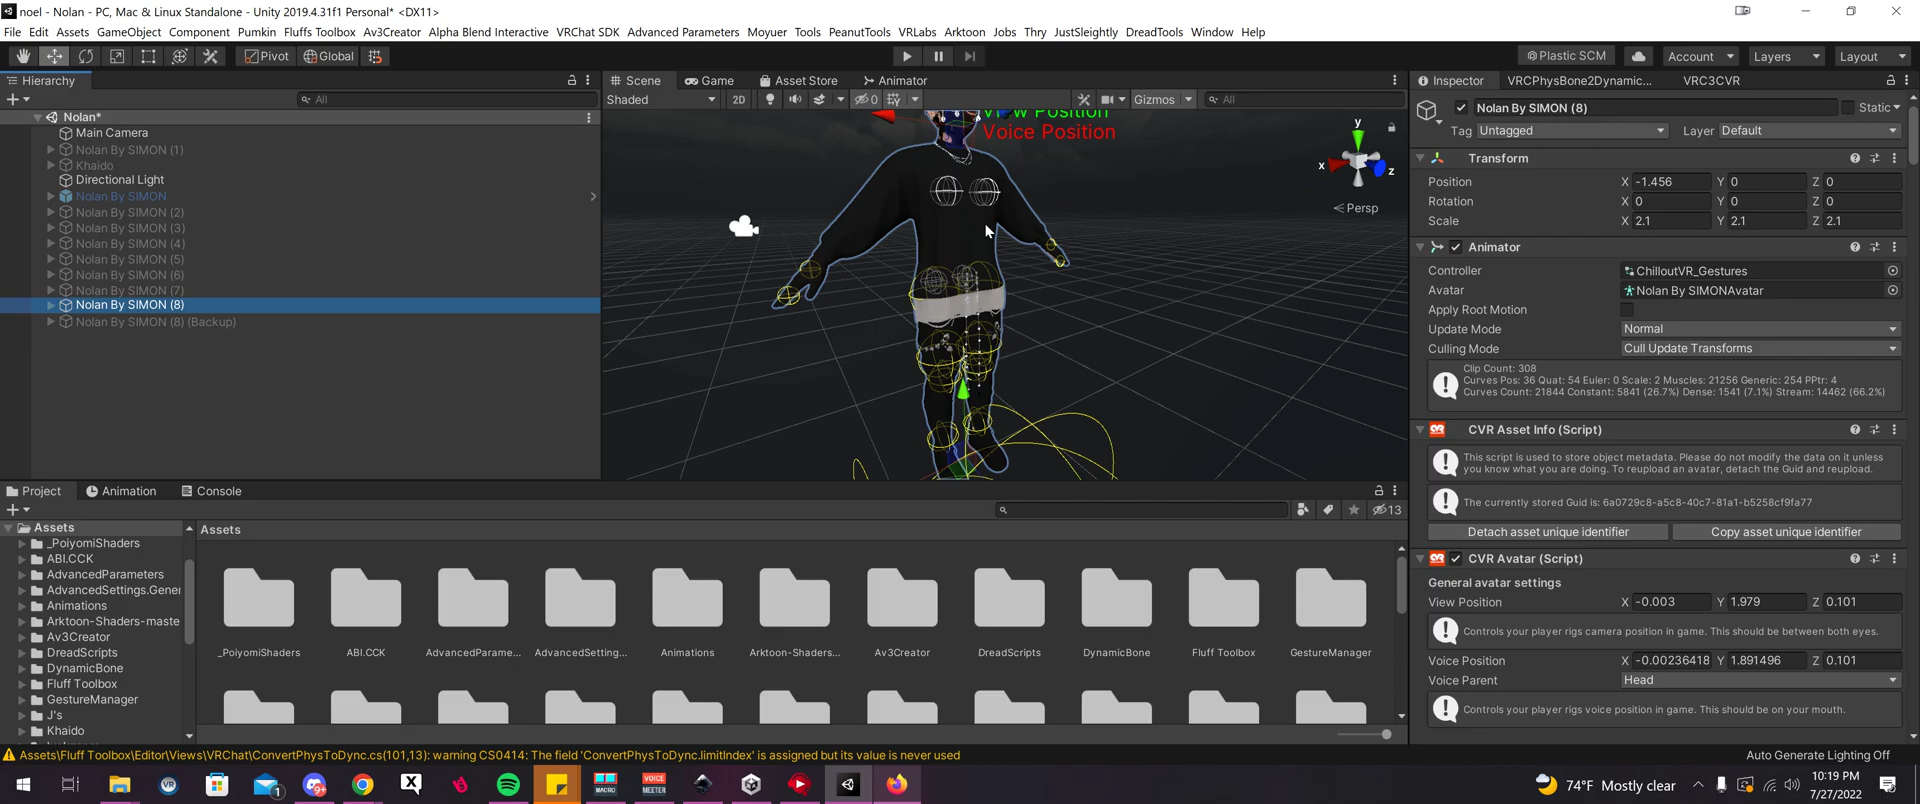 noel - Nolan - PC, Mac & Linux Standalone - Unity 2019.4.31f1 Personal* <DX11>
File Edit Assets GameObject Component Pumkin Fluffs Toolbox Av3Creator Alpha Blend Interactive VRChat SDK Advanced Parameters Moyuer Tools PeanutTools VRLabs Arktoon Jobs Thry JustSleightly DreadTools Window Help
Pivot Global Plastic SCM Account Layers Layout
Hierarchy
All
Nolan*
Main Camera
Nolan By SIMON (1)
Khaido
Directional Light
Nolan By SIMON
Nolan By SIMON (2)
Nolan By SIMON (3)
Nolan By SIMON (4)
Nolan By SIMON (5)
Nolan By SIMON (6)
Nolan By SIMON (7)
Nolan By SIMON (8)
Nolan By SIMON (8) (Backup)
Scene Game Asset Store Animator
Shaded 2D 0 Gizmos All
View Position
Voice Position
y
x
z
Persp
Inspector VRCPhysBone2Dynamic... VRC3CVR
Nolan By SIMON (8) Static
Tag Untagged Layer Default
Transform
Position X -1.456 Y 0 Z 0
Rotation X 0 Y 0 Z 0
Scale X 2.1 Y 2.1 Z 2.1
Animator
Controller ChilloutVR_Gestures
Avatar Nolan By SIMONAvatar
Apply Root Motion
Update Mode Normal
Culling Mode Cull Update Transforms
Clip Count: 308
Curves Pos: 36 Quat: 54 Euler: 0 Scale: 2 Muscles: 21256 Generic: 254 PPtr: 4
Curves Count: 21844 Constant: 5841 (26.7%) Dense: 1541 (7.1%) Stream: 14462 (66.2%)
CVR Asset Info (Script)
This script is used to store object metadata. Please do not modify the data on it unless
you know what you are doing. To reupload an avatar, detach the Guid and reupload.
The currently stored Guid is: 6a0729c8-a5c8-40c7-81a1-b5258cf9fa77
Detach asset unique identifier Copy asset unique identifier
CVR Avatar (Script)
General avatar settings
View Position X -0.003 Y 1.979 Z 0.101
Controls your player rigs camera position in game. This should be between both eyes.
Voice Position X -0.00236418 Y 1.891496 Z 0.101
Voice Parent Head
Controls your player rigs voice position in game. This should be on your mouth.
Project Animation Console
13
Assets
_PoiyomiShaders
ABI.CCK
AdvancedParameters
AdvancedSettings.Gener
Animations
Arktoon-Shaders-maste
Av3Creator
DreadScripts
DynamicBone
Fluff Toolbox
GestureManager
J's
Khaido
Assets
_PoiyomiShaders ABI.CCK AdvancedParame... AdvancedSetting... Animations Arktoon-Shaders... Av3Creator DreadScripts DynamicBone Fluff Toolbox GestureManager
Assets\Fluff Toolbox\Editor\Views\VRChat\ConvertPhysToDync.cs(101,13): warning CS0414: The field 'ConvertPhysToDync.limitIndex' is assigned but its value is never used
Auto Generate Lighting Off
VR 1 9+ X MACRO VOICE MEETER
74°F Mostly clear
10:19 PM
7/27/2022